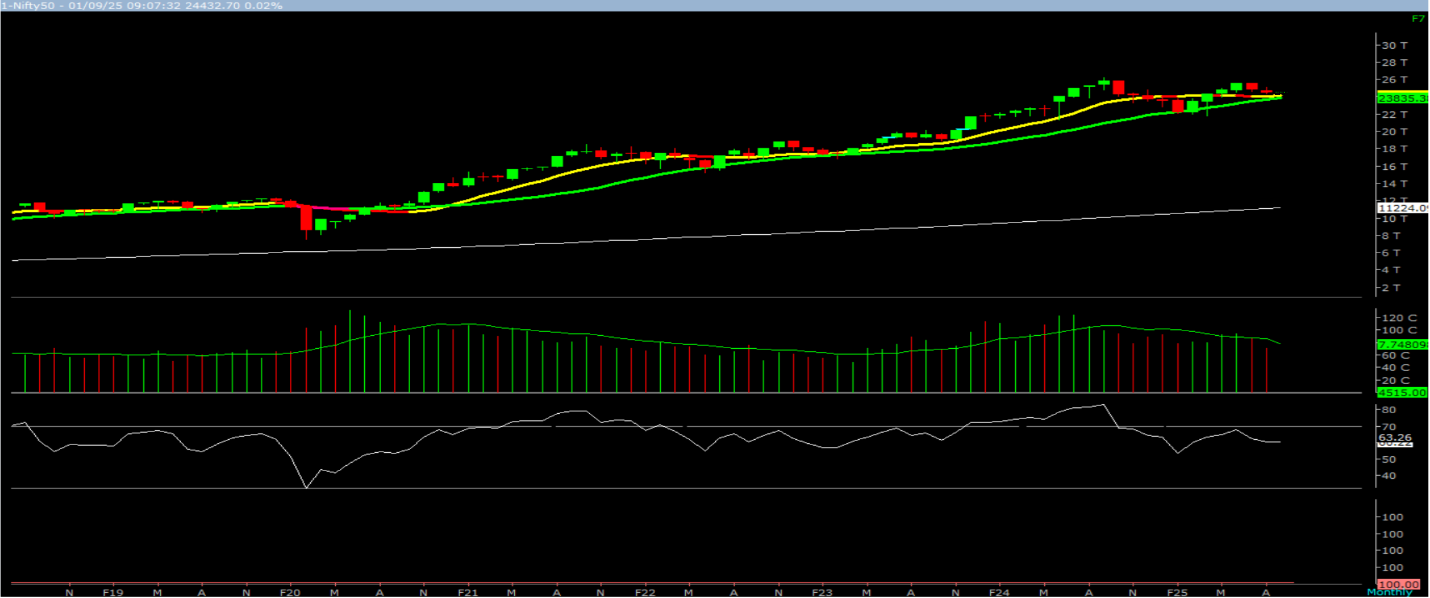 1-Nifty50 - 01/09/25 09:07:32 24432.70 0.02%
F7
30 T
28 T
26 T
23835.3
22 T
20 T
18 T
16 T
14 T
12 T
11224.0
10 T
8 T
6 T
4 T
2 T
120 C
100 C
7.74809
60 C
40 C
20 C
4515.00
80
70
63.26
50
40
100
100
100
100
100.00
N F19 M A N F20 M A N F21 M A N F22 M A N F23 M A N F24 M A N F25 M A Monthly